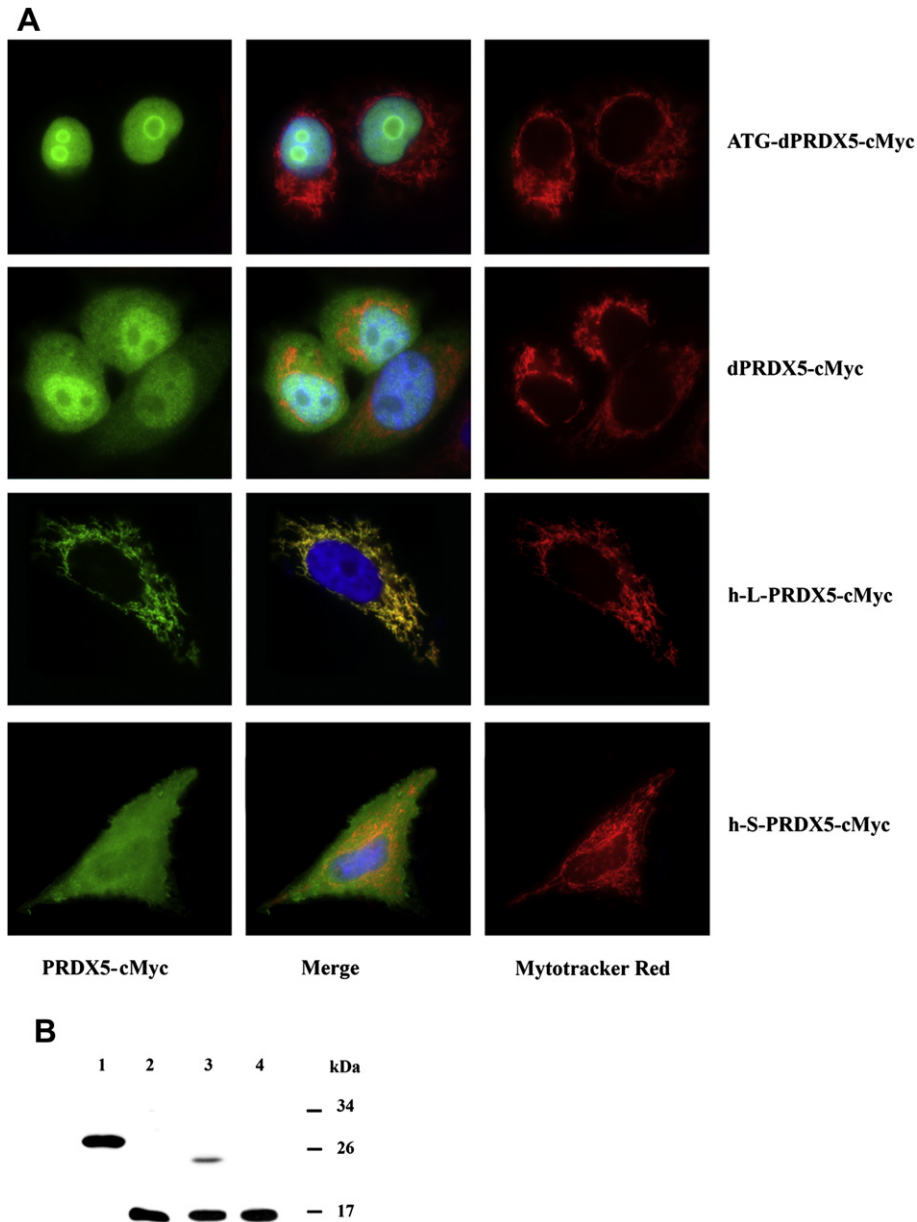 A
ATG-dPRDX5-cMyc
dPRDX5-cMyc
h-L-PRDX5-cMyc
h-S-PRDX5-cMyc
PRDX5-cMyc Merge Mytotracker Red
B
1 2 3 4 kDa
34
26
17